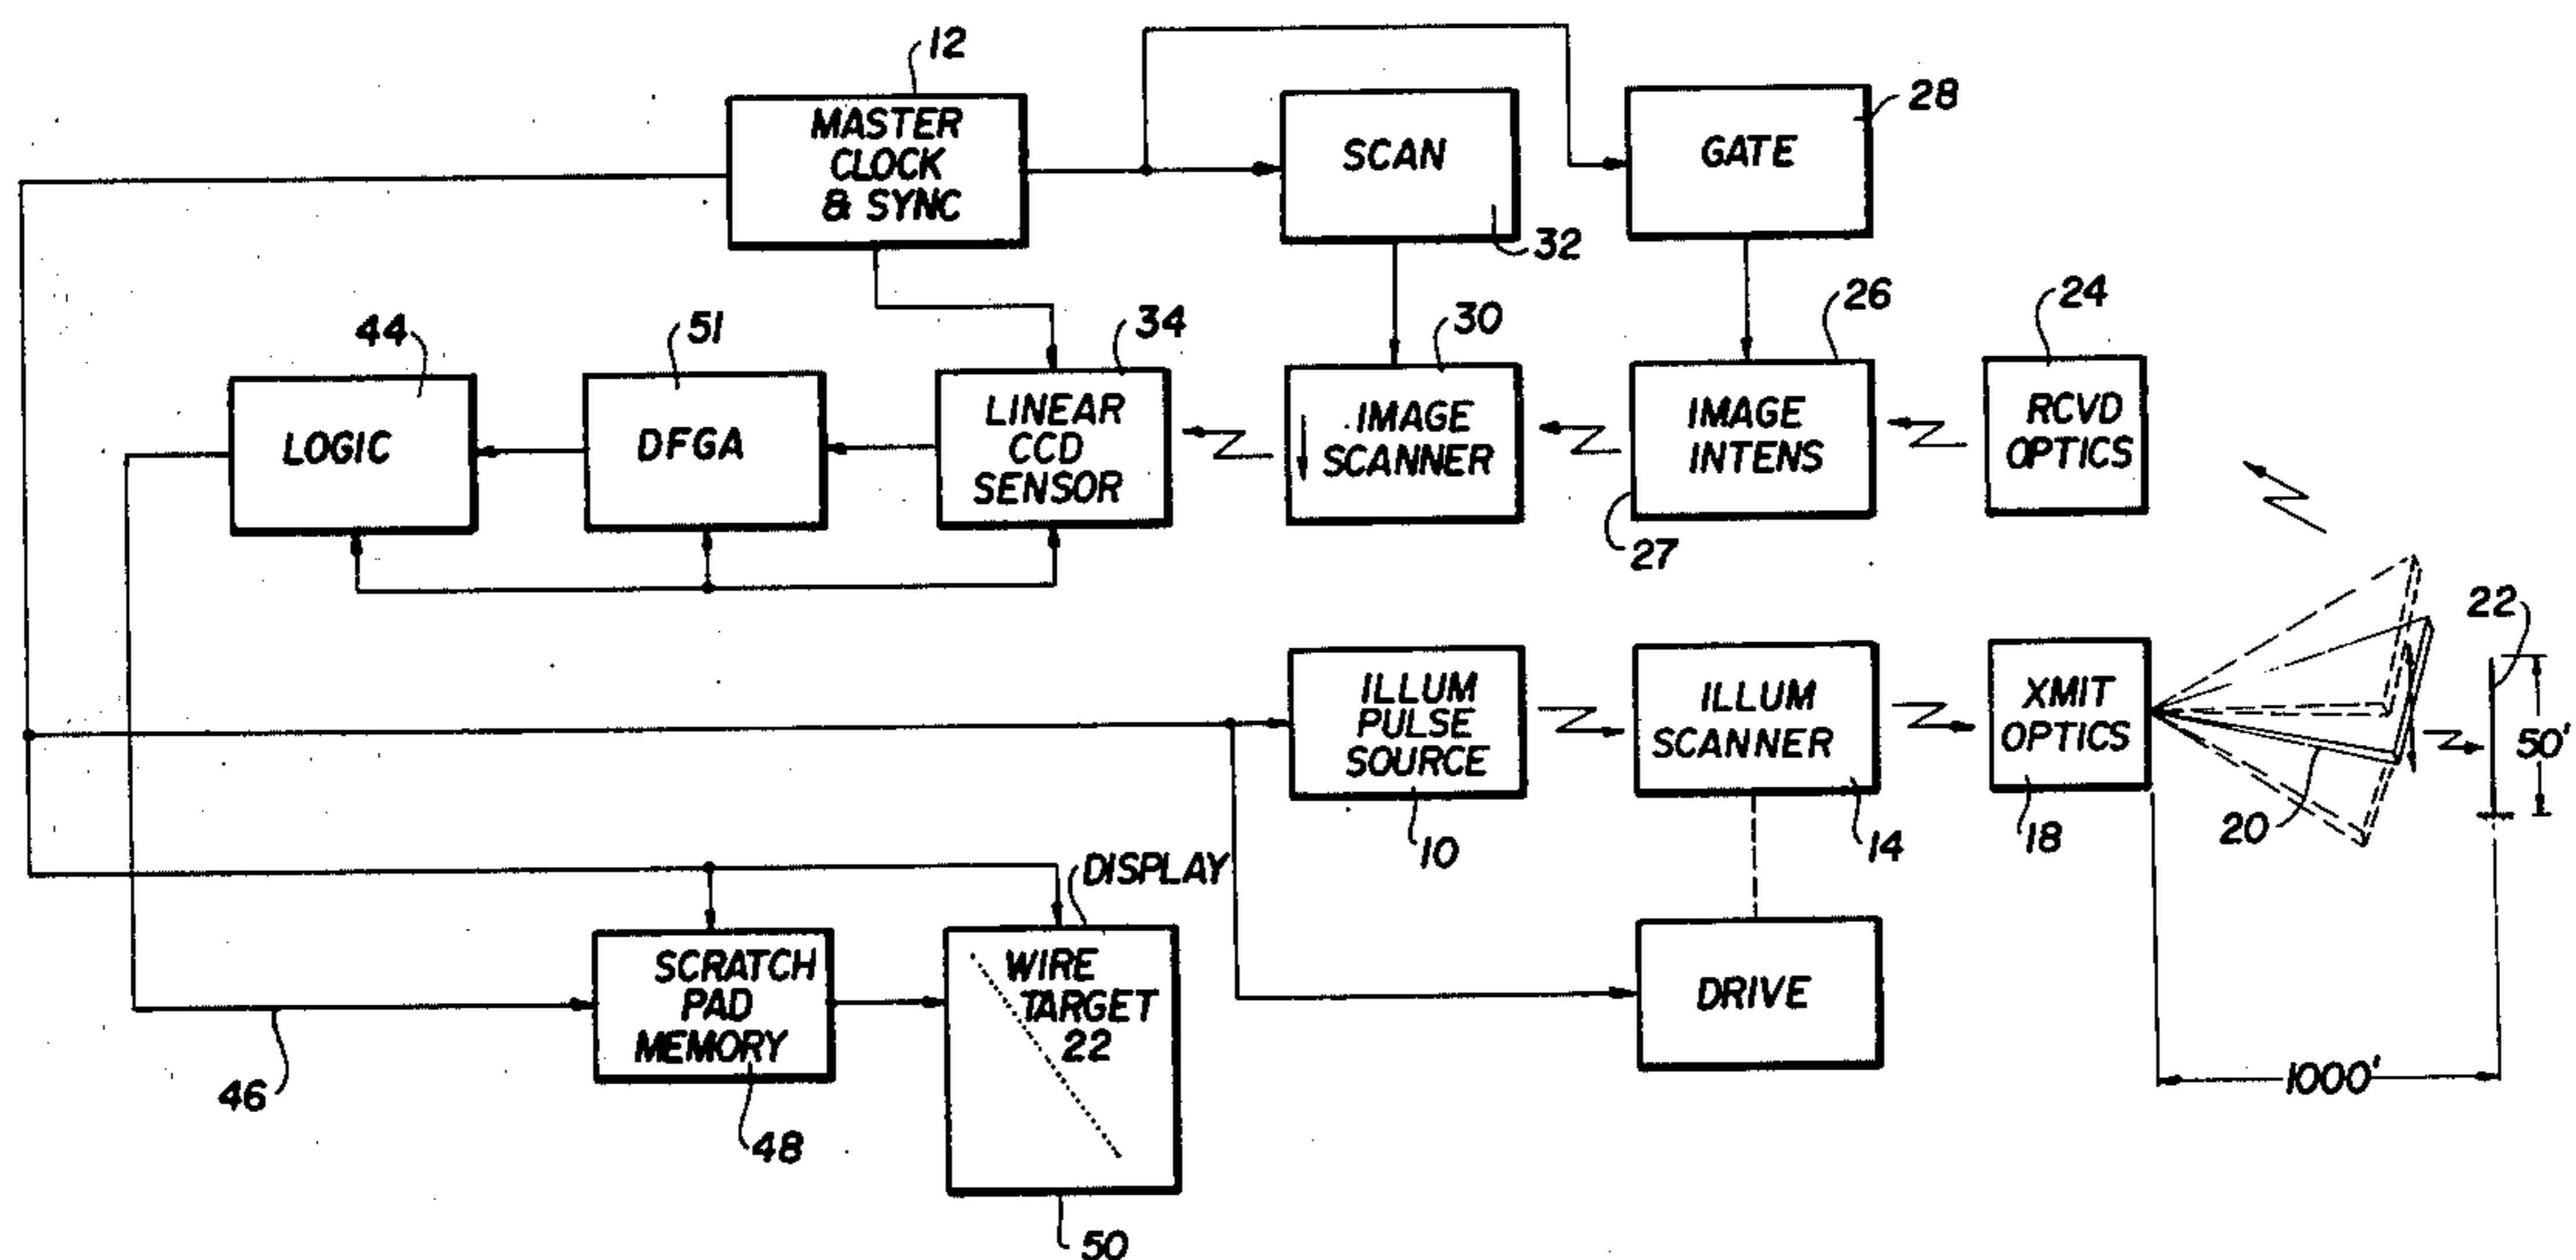 12
MASTER
CLOCK
& SYNC
SCAN
32
GATE
28
44
LOGIC
51
DFGA
34
LINEAR
CCD
SENSOR
30
IMAGE
SCANNER
26
IMAGE
INTENS
27
24
RCVD
OPTICS
ILLUM
PULSE
SOURCE
10
ILLUM
SCANNER
14
XMIT
OPTICS
18
20
22
50'
1000'
DRIVE
46
SCRATCH
PAD
MEMORY
48
DISPLAY
WIRE
TARGET
22
50